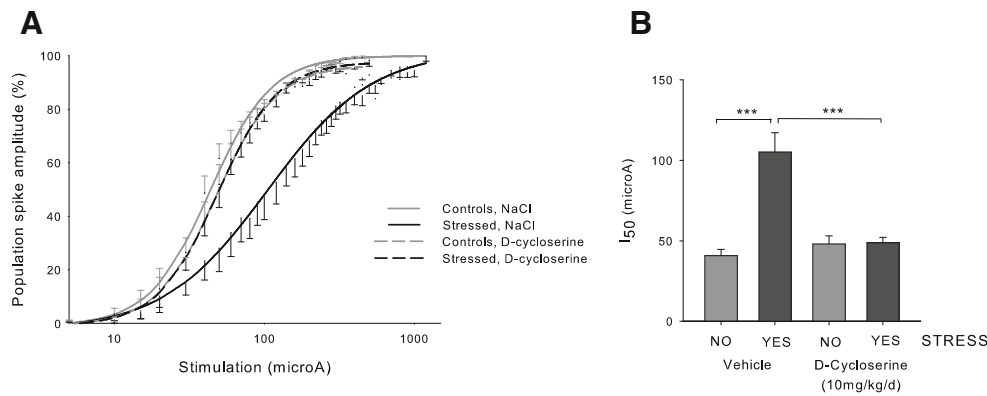 A
Population spike amplitude (%)
100
80
60
40
20
0
10
100
1000
Stimulation (microA)
Controls, NaCl
Stressed, NaCl
Controls, D-cycloserine
Stressed, D-cycloserine
B
I50 (microA)
150
100
50
0
***
***
NO YES NO YES STRESS
Vehicle D-Cycloserine
(10mg/kg/d)